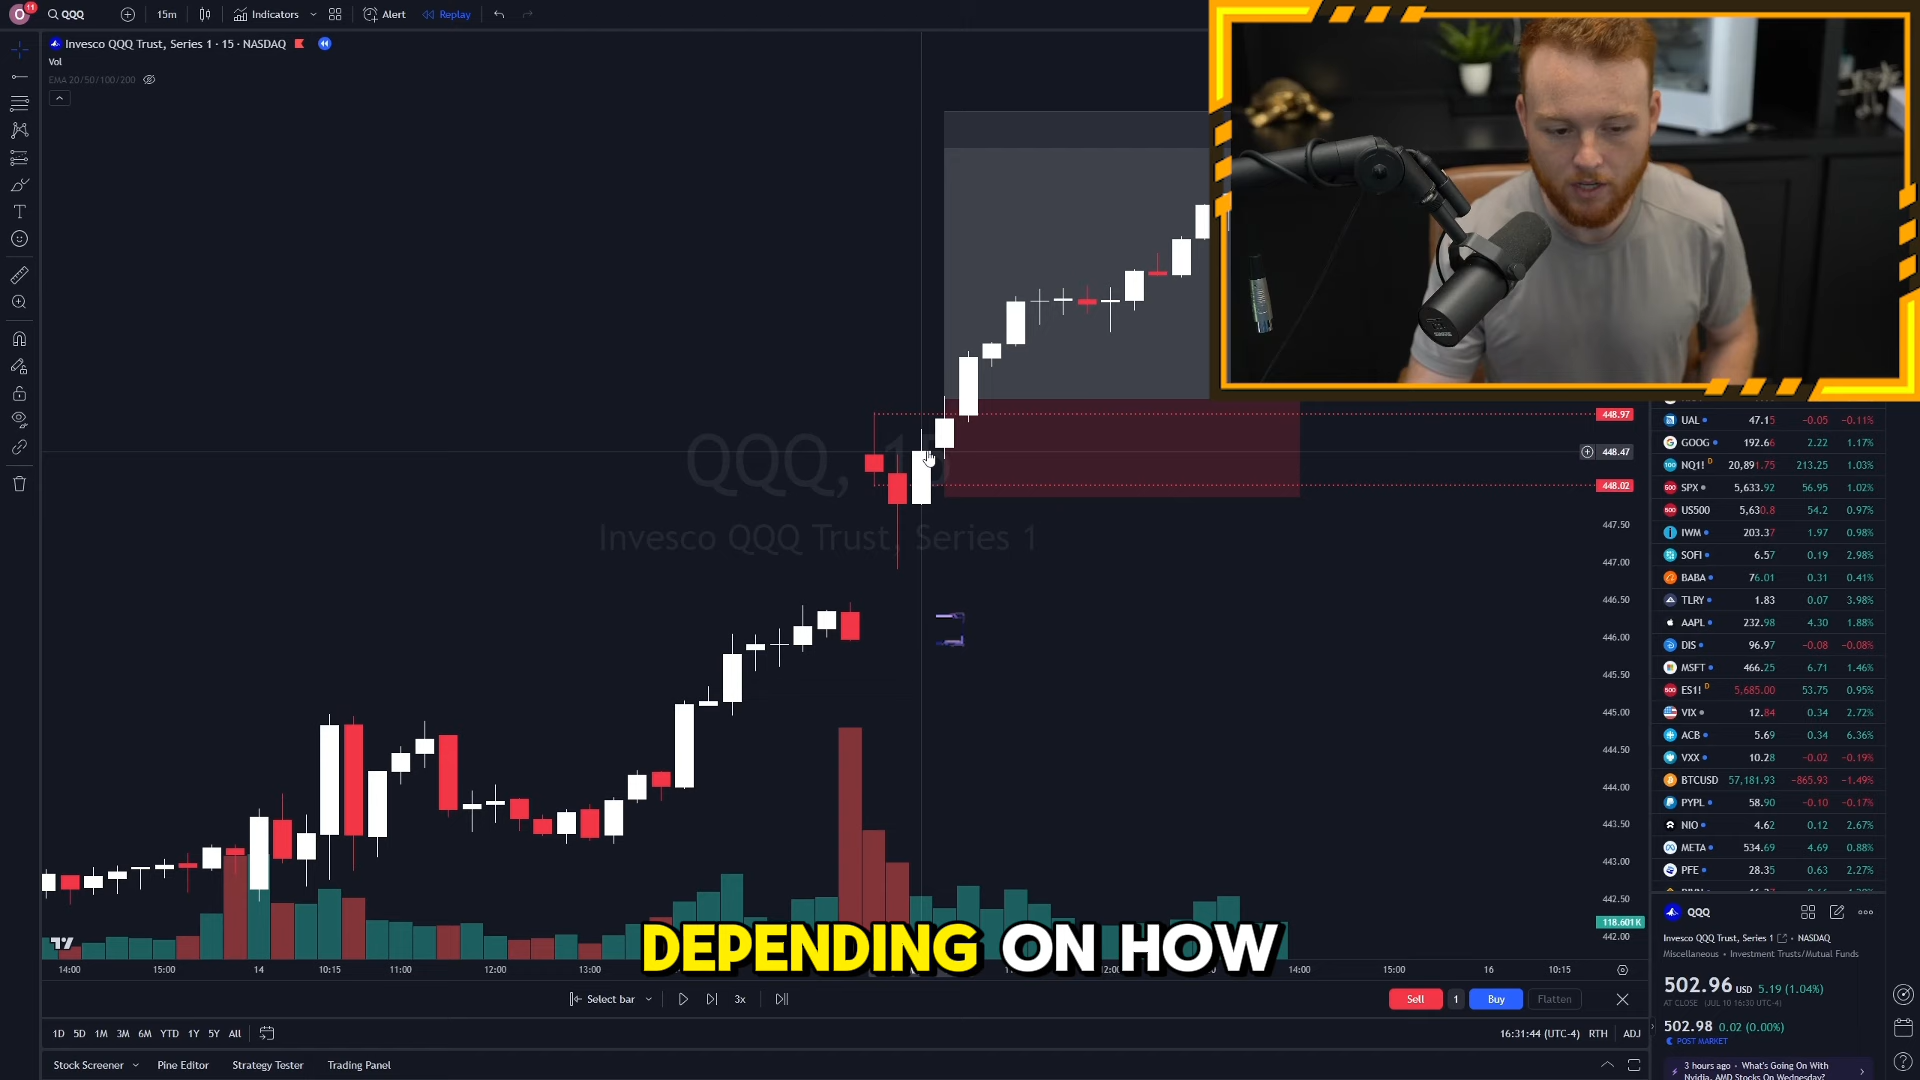 11
QQQ
15m
Indicators
Alert
Replay
Invesco QQQ Trust, Series 1 · 15 · NASDAQ
Vol
EMA 20/50/100/200
QQQ, 15
Invesco QQQ Trust, Series 1
448.97
448.47
448.02
447.50
447.00
446.50
446.00
445.50
445.00
444.50
444.00
443.50
443.00
442.50
118.601K
442.00
DEPENDING ON HOW
14:00 15:00 14 10:15 11:00 12:00 13:00 14:00 15:00 16 10:15
Select bar
3x
Sell 1 Buy Flatten
1D 5D 1M 3M 6M YTD 1Y 5Y All
16:31:44 (UTC-4) RTH ADJ
Stock Screener
Pine Editor
Strategy Tester
Trading Panel
UAL 47.15 −0.05 −0.11%
GOOG 192.66 2.22 1.17%
NQ1! D 20,891.75 213.25 1.03%
SPX 5,633.92 56.95 1.02%
US500 5,630.8 54.2 0.97%
IWM 203.37 1.97 0.98%
SOFI 6.57 0.19 2.98%
BABA 76.01 0.31 0.41%
TLRY 1.83 0.07 3.98%
AAPL 232.98 4.30 1.88%
DIS 96.97 −0.08 −0.08%
MSFT 466.25 6.71 1.46%
ES1! D 5,685.00 53.75 0.95%
VIX 12.84 0.34 2.72%
ACB 5.69 0.34 6.36%
VXX 10.28 −0.02 −0.19%
BTCUSD 57,181.93 −865.93 −1.49%
PYPL 58.90 −0.10 −0.17%
NIO 4.62 0.12 2.67%
META 534.69 4.69 0.88%
PFE 28.35 0.63 2.27%
QQQ
Invesco QQQ Trust, Series 1 · NASDAQ
Miscellaneous · Investment Trusts/Mutual Funds
502.96 USD 5.19 (1.04%)
AT CLOSE (JUL 10 16:30 UTC-4)
502.98 0.02 (0.00%)
POST MARKET
3 hours ago · What's Going On With
Nvidia, AMD Stocks On Wednesday?